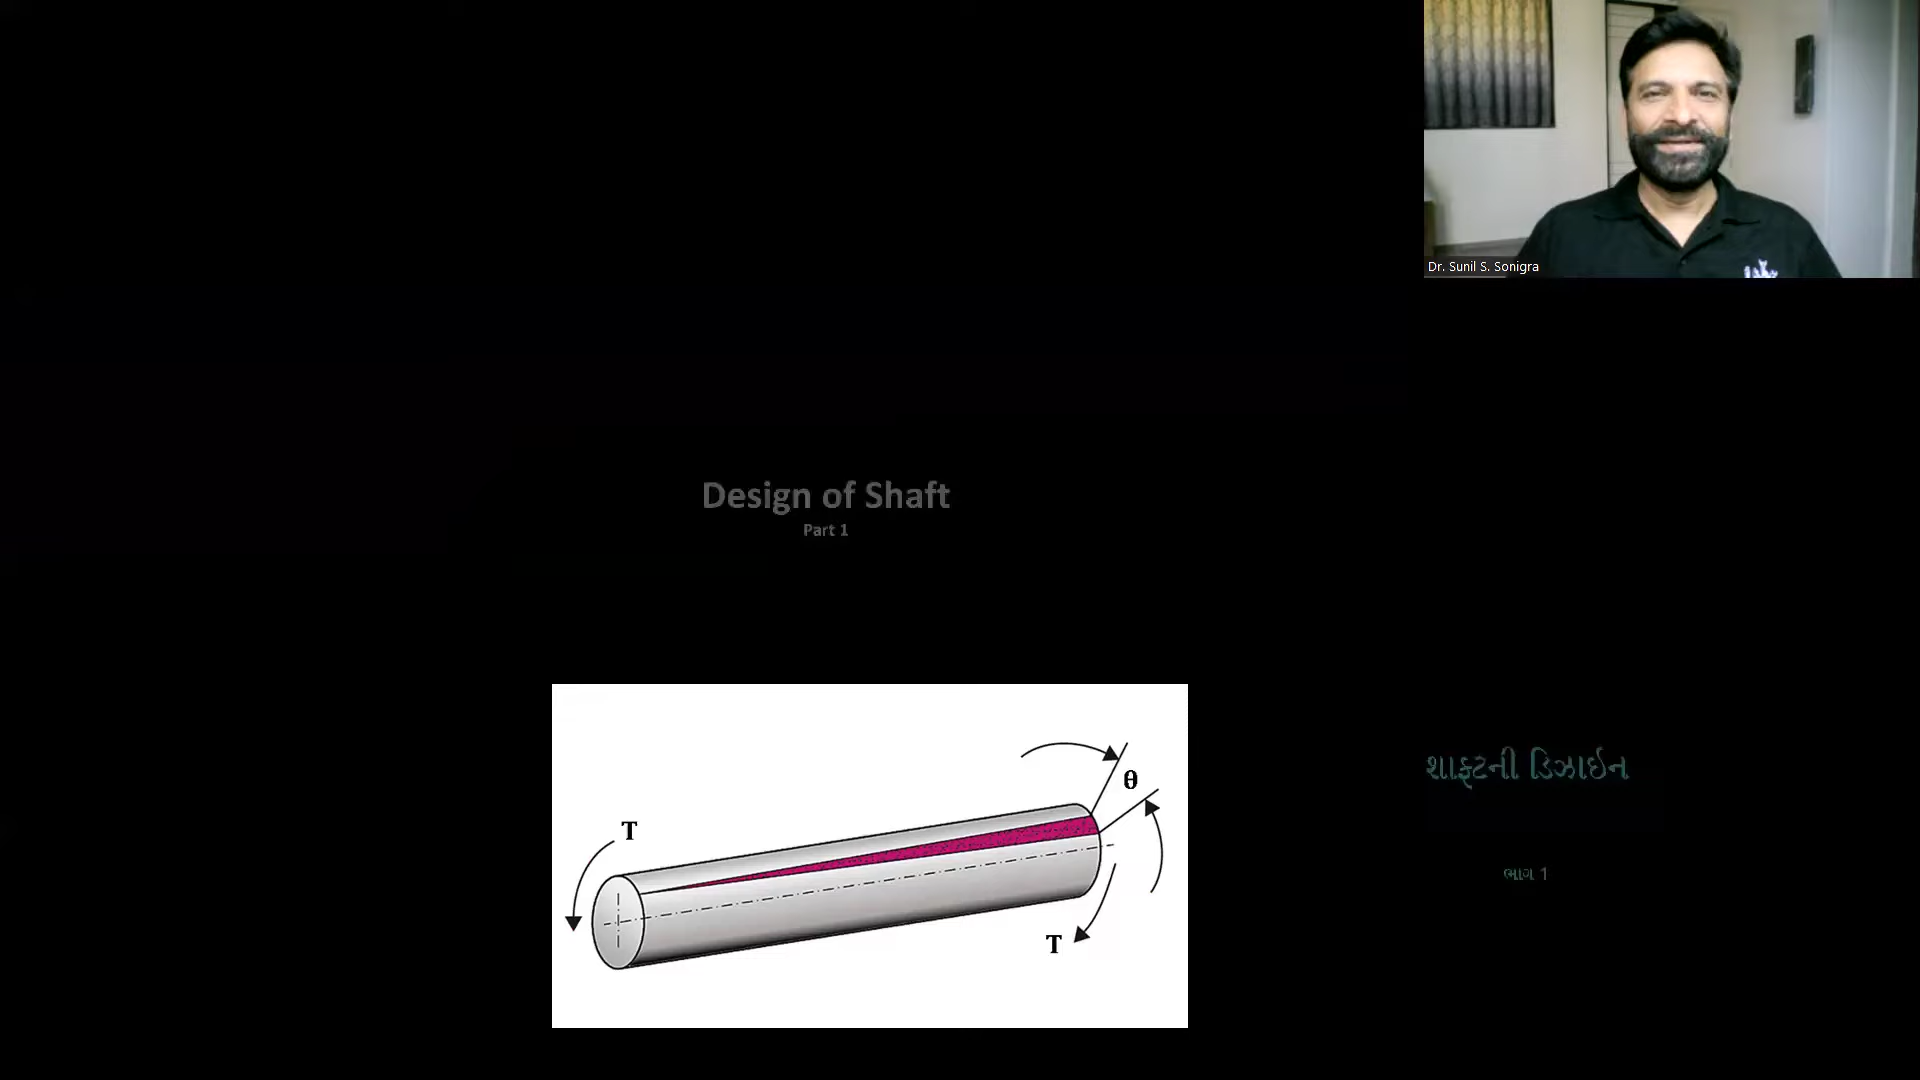 Dr. Sunil S. Sonigra
Design of Shaft
Part 1
θ
T
T
શાફ્ટની ડિઝાઈન
ભાગ 1